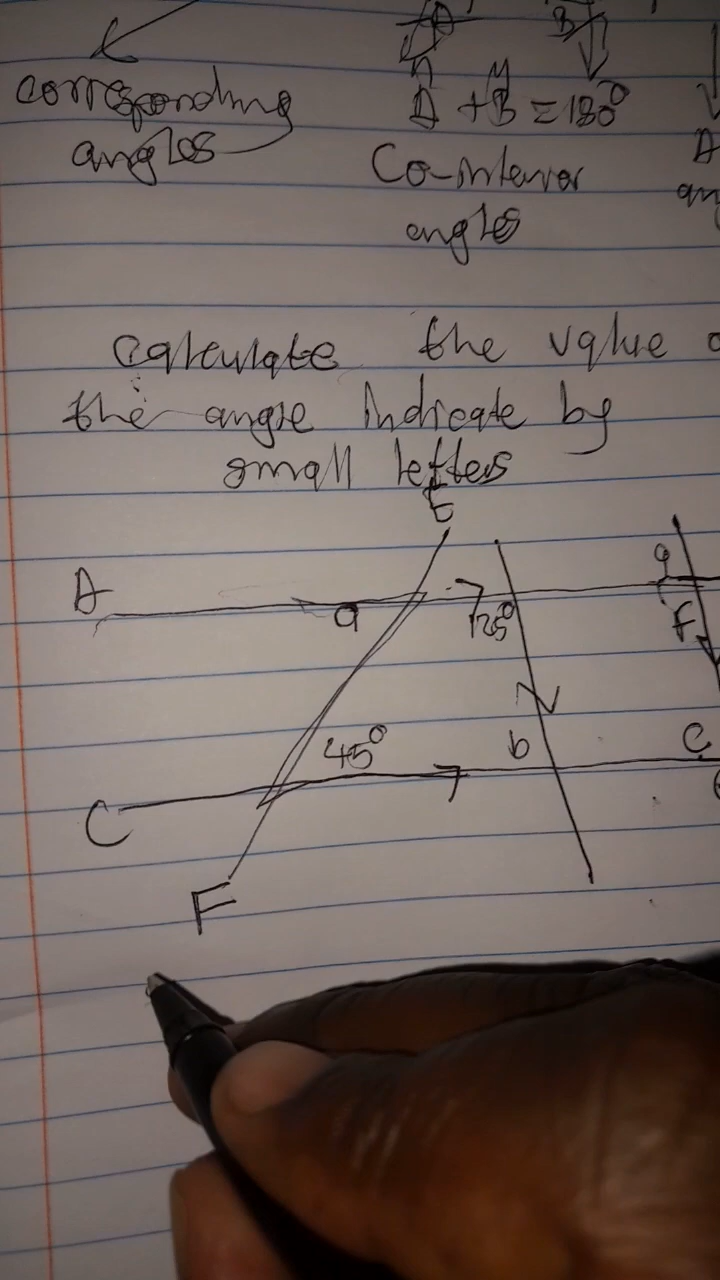 corresponding
angles
A + B = 180°
Co-interior
angles
Calculate the value
the angle indicate by
small letters
E
A
a
125°
g
f
45°
b
e
C
F